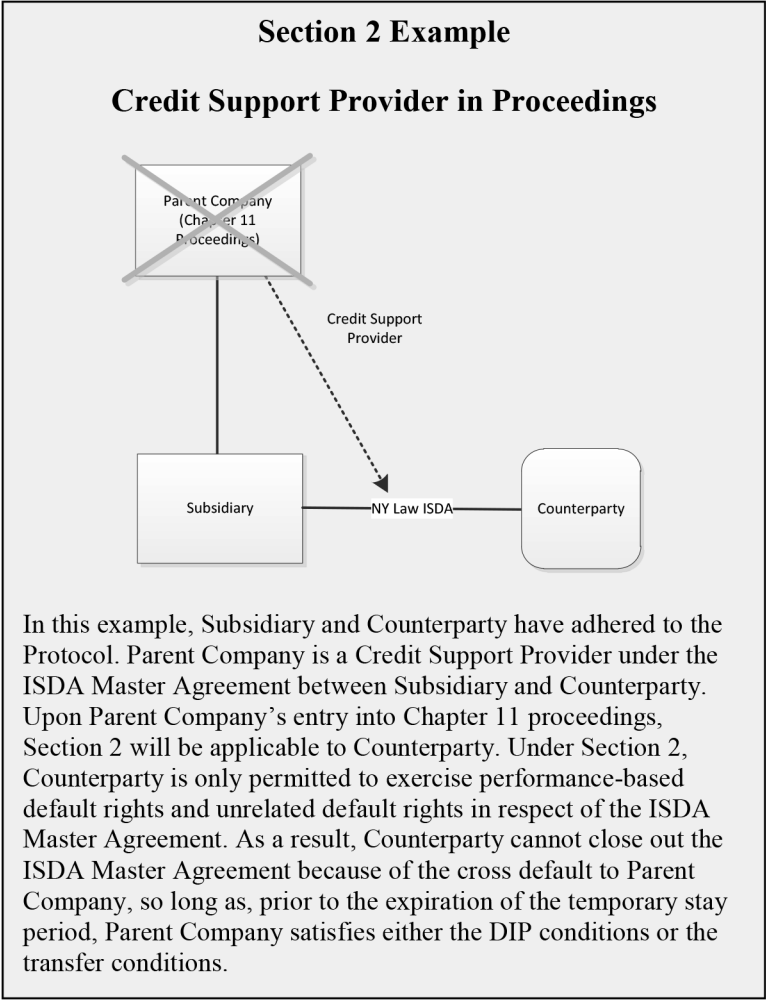 Section 2 Example
Credit Support Provider in Proceedings
Parent Company
(Chapter 11
Proceedings)
Credit Support
Provider
Subsidiary
NY Law ISDA
Counterparty
In this example, Subsidiary and Counterparty have adhered to the
Protocol. Parent Company is a Credit Support Provider under the
ISDA Master Agreement between Subsidiary and Counterparty.
Upon Parent Company’s entry into Chapter 11 proceedings,
Section 2 will be applicable to Counterparty. Under Section 2,
Counterparty is only permitted to exercise performance-based
default rights and unrelated default rights in respect of the ISDA
Master Agreement. As a result, Counterparty cannot close out the
ISDA Master Agreement because of the cross default to Parent
Company, so long as, prior to the expiration of the temporary stay
period, Parent Company satisfies either the DIP conditions or the
transfer conditions.